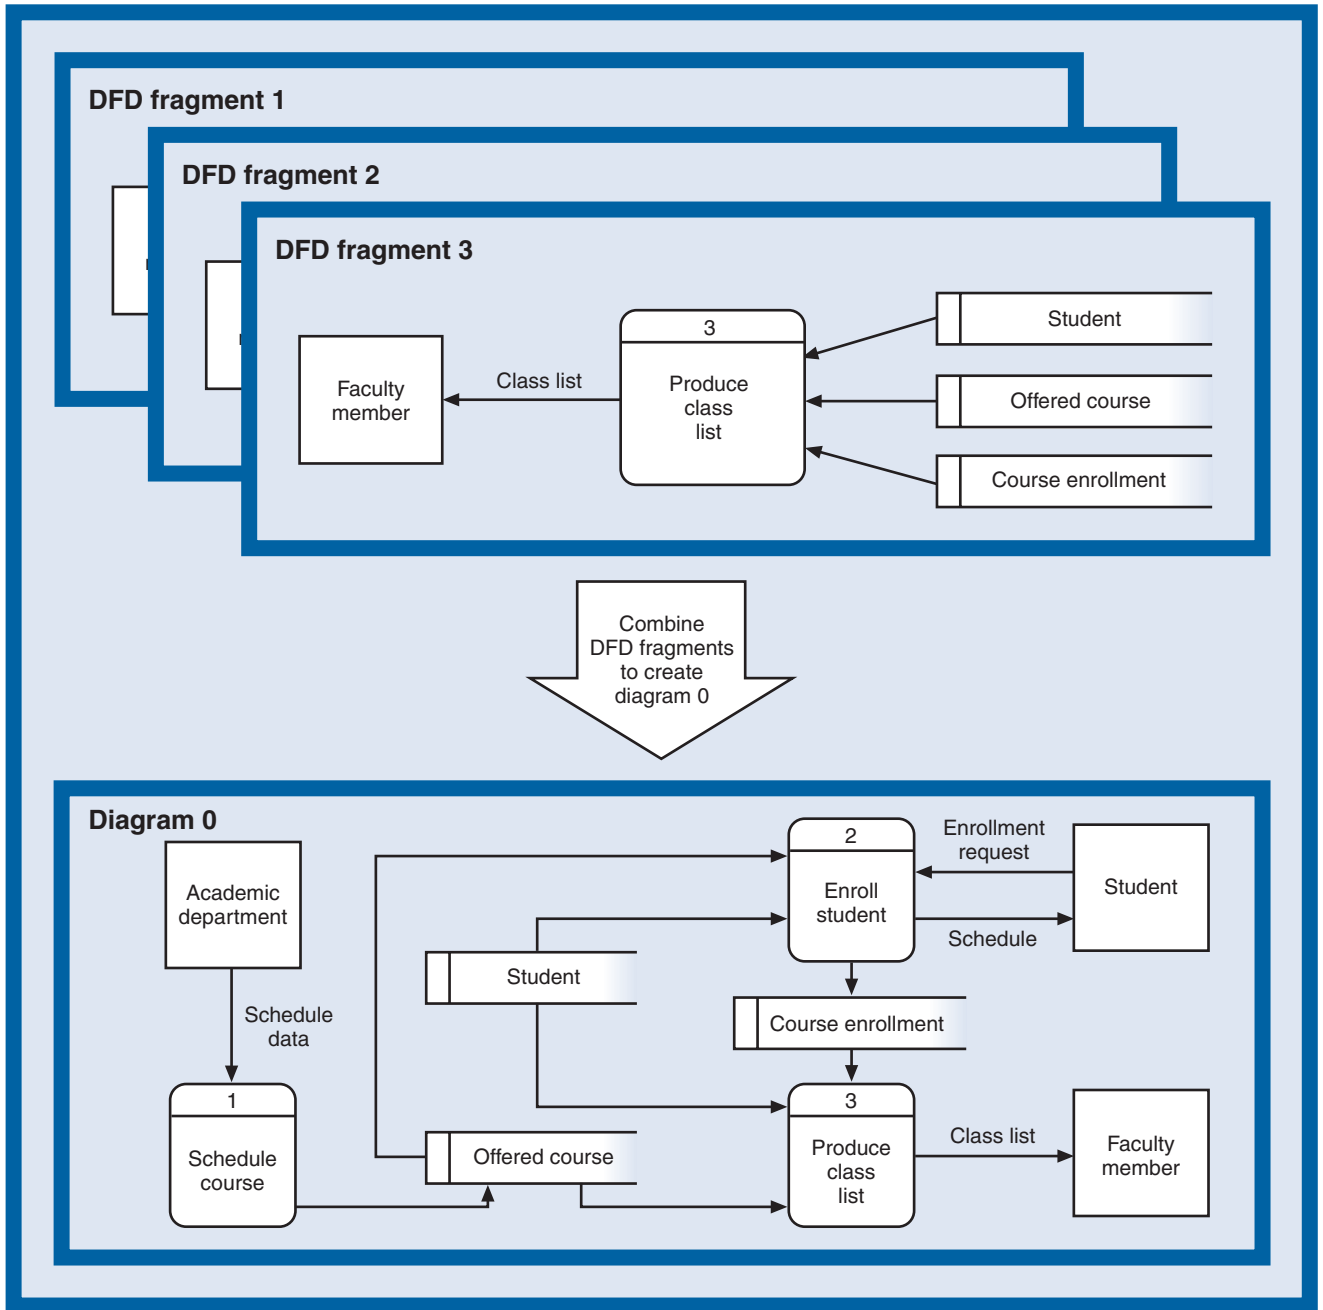 DFD fragment 1
DFD fragment 2
DFD fragment 3
Faculty
member
Class list
3
Produce
class
list
Student
Offered course
Course enrollment
Combine
DFD fragments
to create
diagram 0
Diagram 0
Academic
department
Schedule
data
1
Schedule
course
Student
Offered course
2
Enroll
student
Enrollment
request
Schedule
Student
Course enrollment
3
Produce
class
list
Class list
Faculty
member